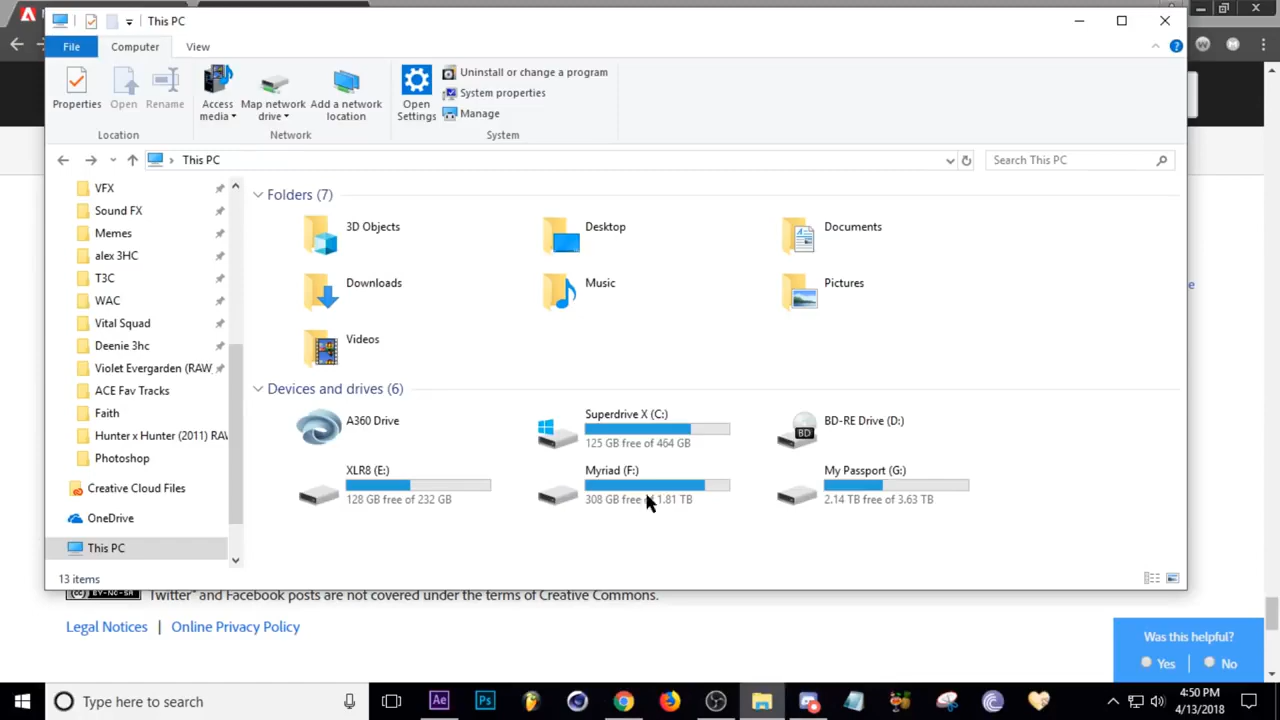 This PC
File
Computer
View
Properties
Open
Rename
Access media
Map network drive
Add a network location
Open Settings
Uninstall or change a program
System properties
Manage
Location
Network
System
This PC
Search This PC
VFX
Sound FX
Memes
alex 3HC
T3C
WAC
Vital Squad
Deenie 3hc
Violet Evergarden (RAW
ACE Fav Tracks
Faith
Hunter x Hunter (2011) RAW
Photoshop
Creative Cloud Files
OneDrive
This PC
Folders (7)
3D Objects
Desktop
Documents
Downloads
Music
Pictures
Videos
Devices and drives (6)
A360 Drive
Superdrive X (C:)
125 GB free of 464 GB
BD
BD-RE Drive (D:)
XLR8 (E:)
128 GB free of 232 GB
Myriad (F:)
308 GB free of 1.81 TB
My Passport (G:)
2.14 TB free of 3.63 TB
13 items
W M
e
Twitter™ and Facebook posts are not covered under the terms of Creative Commons.
Legal Notices | Online Privacy Policy
Was this helpful?
Yes | No
Type here to search
Ae
Ps
4:50 PM
4/13/2018